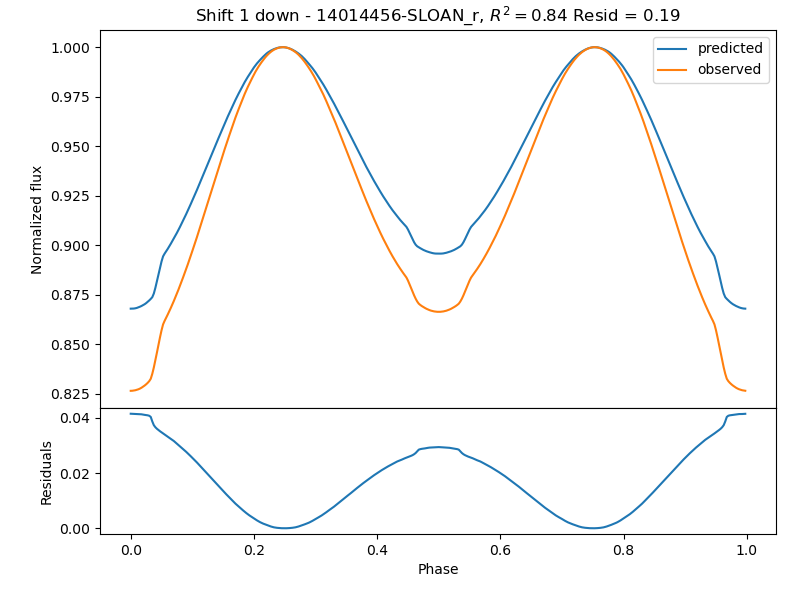 Shift 1 down - 14014456-SLOAN_r, R² = 0.84 Resid = 0.19
predicted
observed
Normalized flux
1.000
0.975
0.950
0.925
0.900
0.875
0.850
0.825
Residuals
0.04
0.02
0.00
0.0 0.2 0.4 0.6 0.8 1.0
Phase